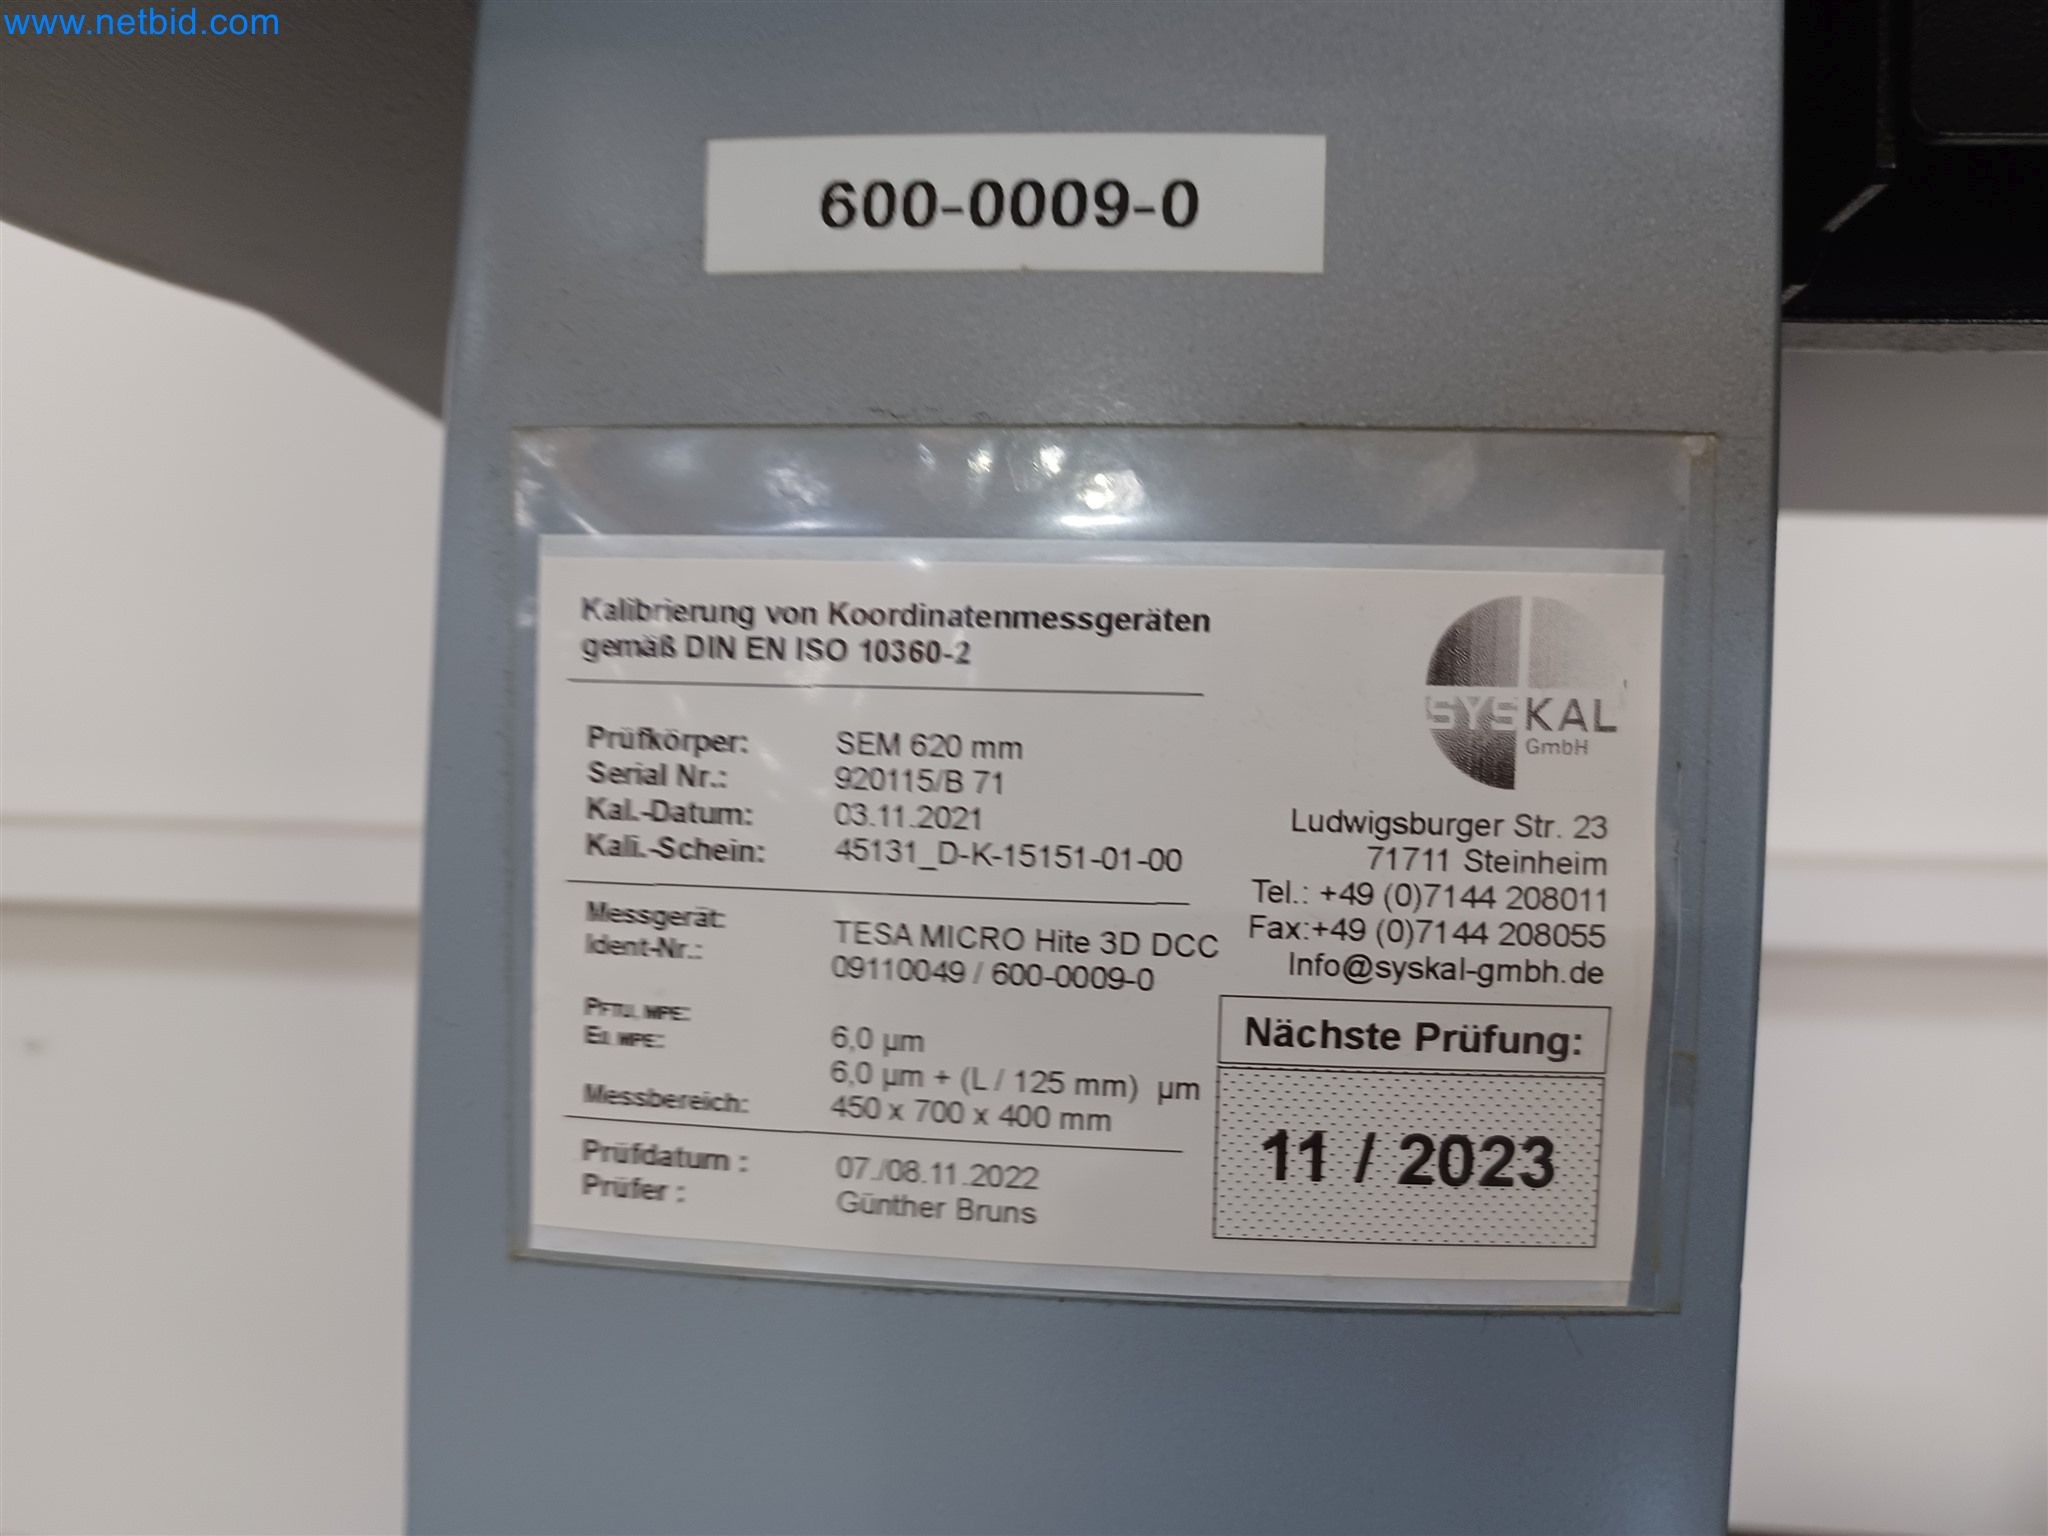 www.netbid.com
600-0009-0
Kalibrierung von Koordinatenmessgeräten
gemäß DIN EN ISO 10360-2
SYSKAL
GmbH
Prüfkörper: SEM 620 mm
Serial Nr.: 920115/B 71
Kal.-Datum: 03.11.2021
Kali.-Schein: 45131_D-K-15151-01-00
Ludwigsburger Str. 23
71711 Steinheim
Tel.: +49 (0)7144 208011
Fax:+49 (0)7144 208055
Info@syskal-gmbh.de
Messgerät: TESA MICRO Hite 3D DCC
Ident-Nr.: 09110049 / 600-0009-0
PFTU, MPE: 6,0 µm
EI, MPE: 6,0 µm + (L / 125 mm) µm
Messbereich: 450 x 700 x 400 mm
Prüfdatum : 07./08.11.2022
Prüfer : Günther Bruns
Nächste Prüfung:
11 / 2023